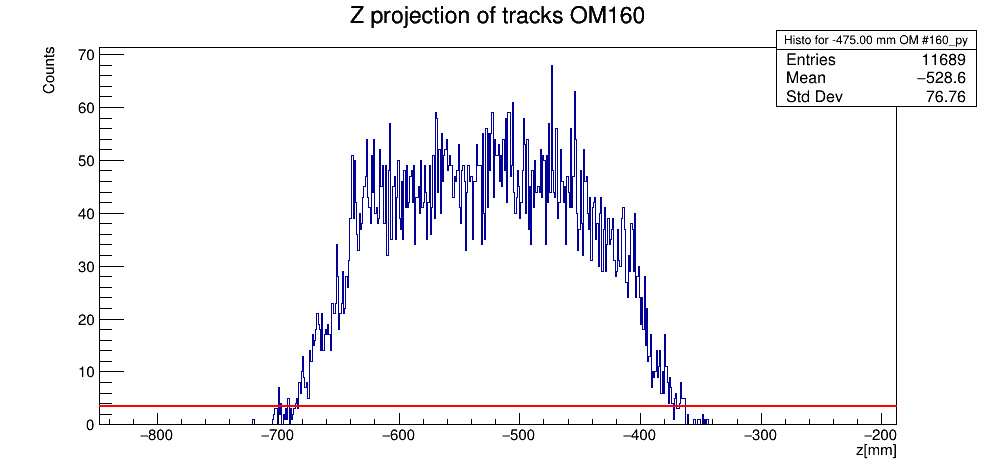 Z projection of tracks OM160
Histo for -475.00 mm OM #160_py
Entries 11689
Mean −528.6
Std Dev 76.76
Counts
70
60
50
40
30
20
10
0
−800 −700 −600 −500 −400 −300 −200
z[mm]